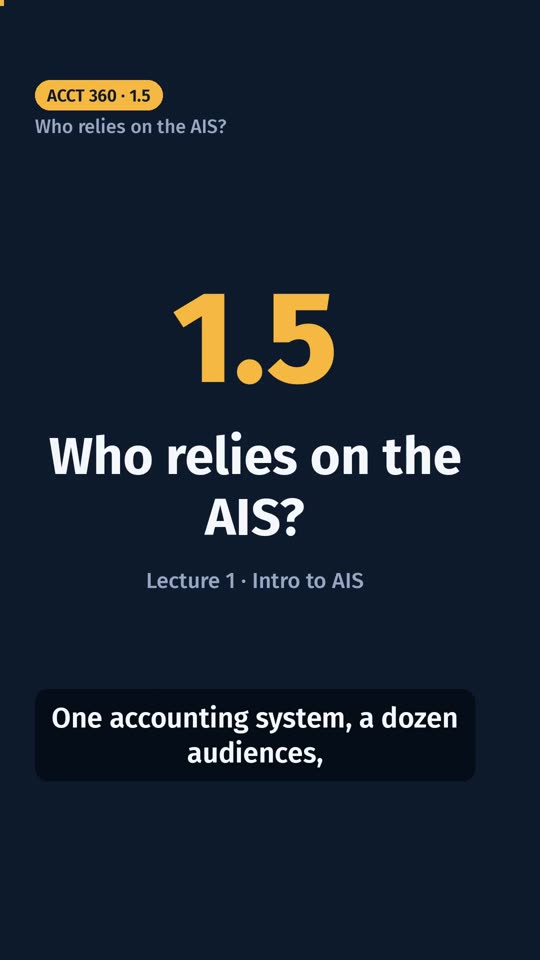 ACCT 360 · 1.5
Who relies on the AIS?
1.5
Who relies on the
AIS?
Lecture 1 · Intro to AIS
One accounting system, a dozen
audiences,